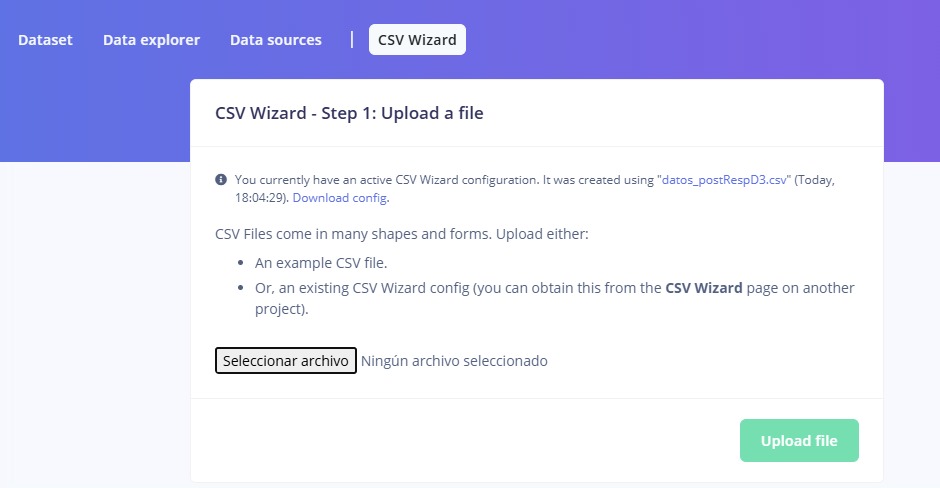 Dataset Data explorer Data sources | CSV Wizard
CSV Wizard - Step 1: Upload a file
You currently have an active CSV Wizard configuration. It was created using "datos_postRespD3.csv" (Today,
18:04:29). Download config.
CSV Files come in many shapes and forms. Upload either:
• An example CSV file.
• Or, an existing CSV Wizard config (you can obtain this from the CSV Wizard page on another
project).
Seleccionar archivo Ningún archivo seleccionado
Upload file